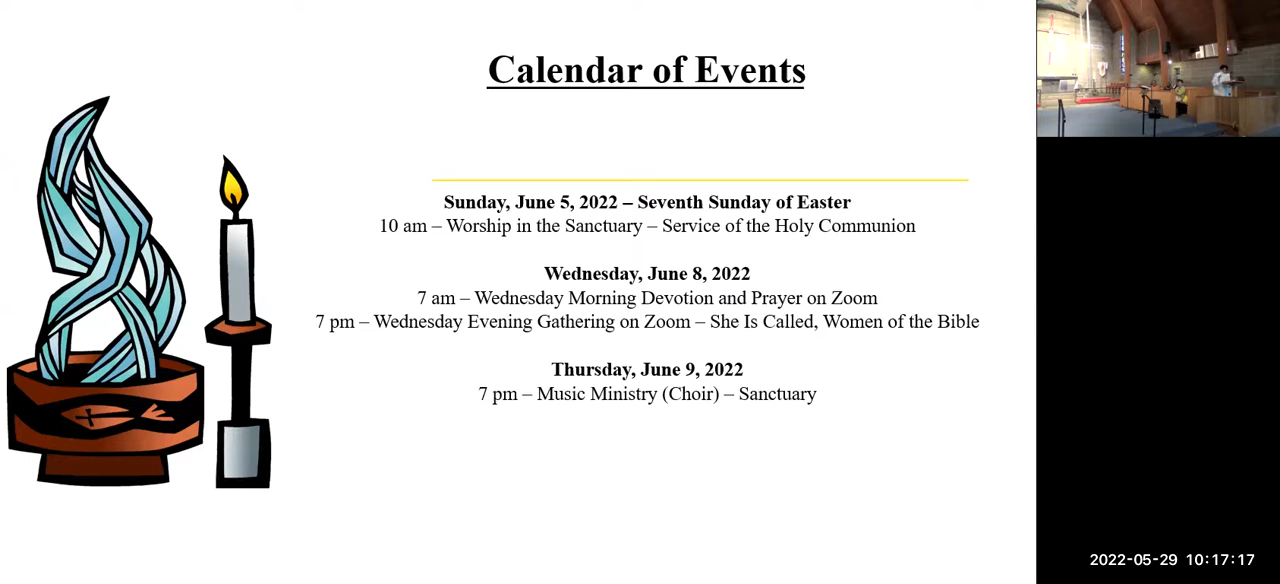 Calendar of Events
Sunday, June 5, 2022 – Seventh Sunday of Easter
10 am – Worship in the Sanctuary – Service of the Holy Communion
Wednesday, June 8, 2022
7 am – Wednesday Morning Devotion and Prayer on Zoom
7 pm – Wednesday Evening Gathering on Zoom – She Is Called, Women of the Bible
Thursday, June 9, 2022
7 pm – Music Ministry (Choir) – Sanctuary
2022-05-29 10:17:17